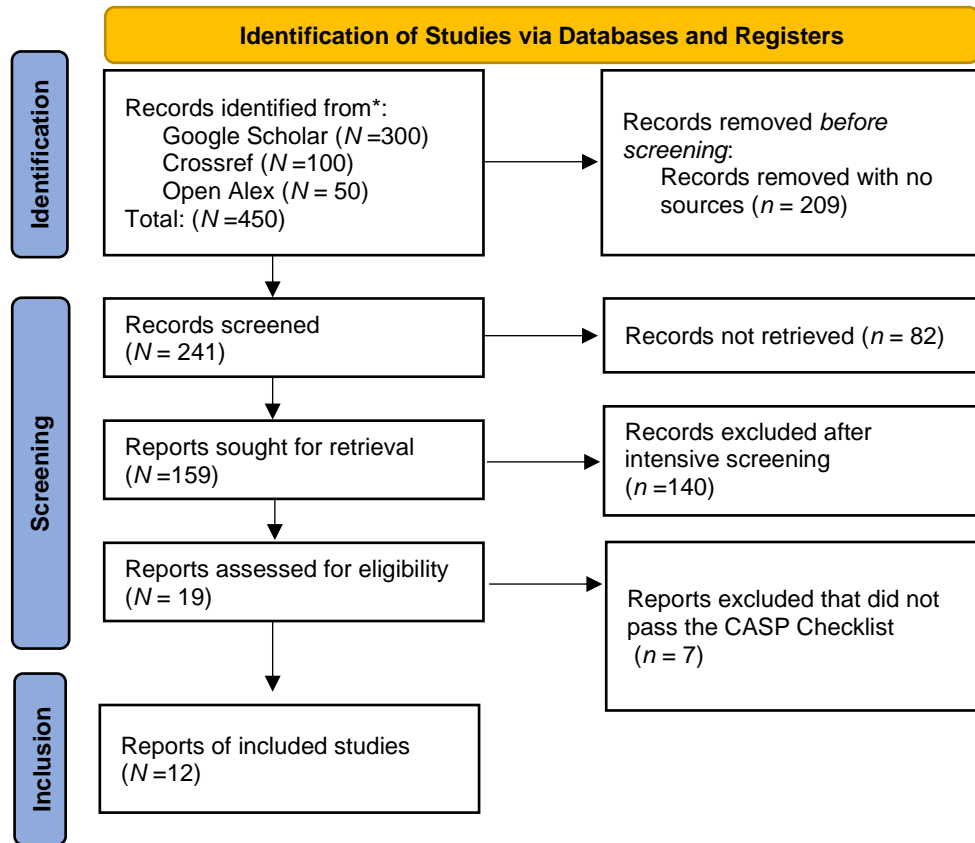 Identification of Studies via Databases and Registers
Identification
Records identified from*:
Google Scholar (N =300)
Crossref (N =100)
Open Alex (N = 50)
Total: (N =450)
Records removed before
screening:
Records removed with no
sources (n = 209)
Screening
Records screened
(N = 241)
Records not retrieved (n = 82)
Reports sought for retrieval
(N =159)
Records excluded after
intensive screening
(n =140)
Reports assessed for eligibility
(N = 19)
Reports excluded that did not
pass the CASP Checklist
(n = 7)
Inclusion
Reports of included studies
(N =12)